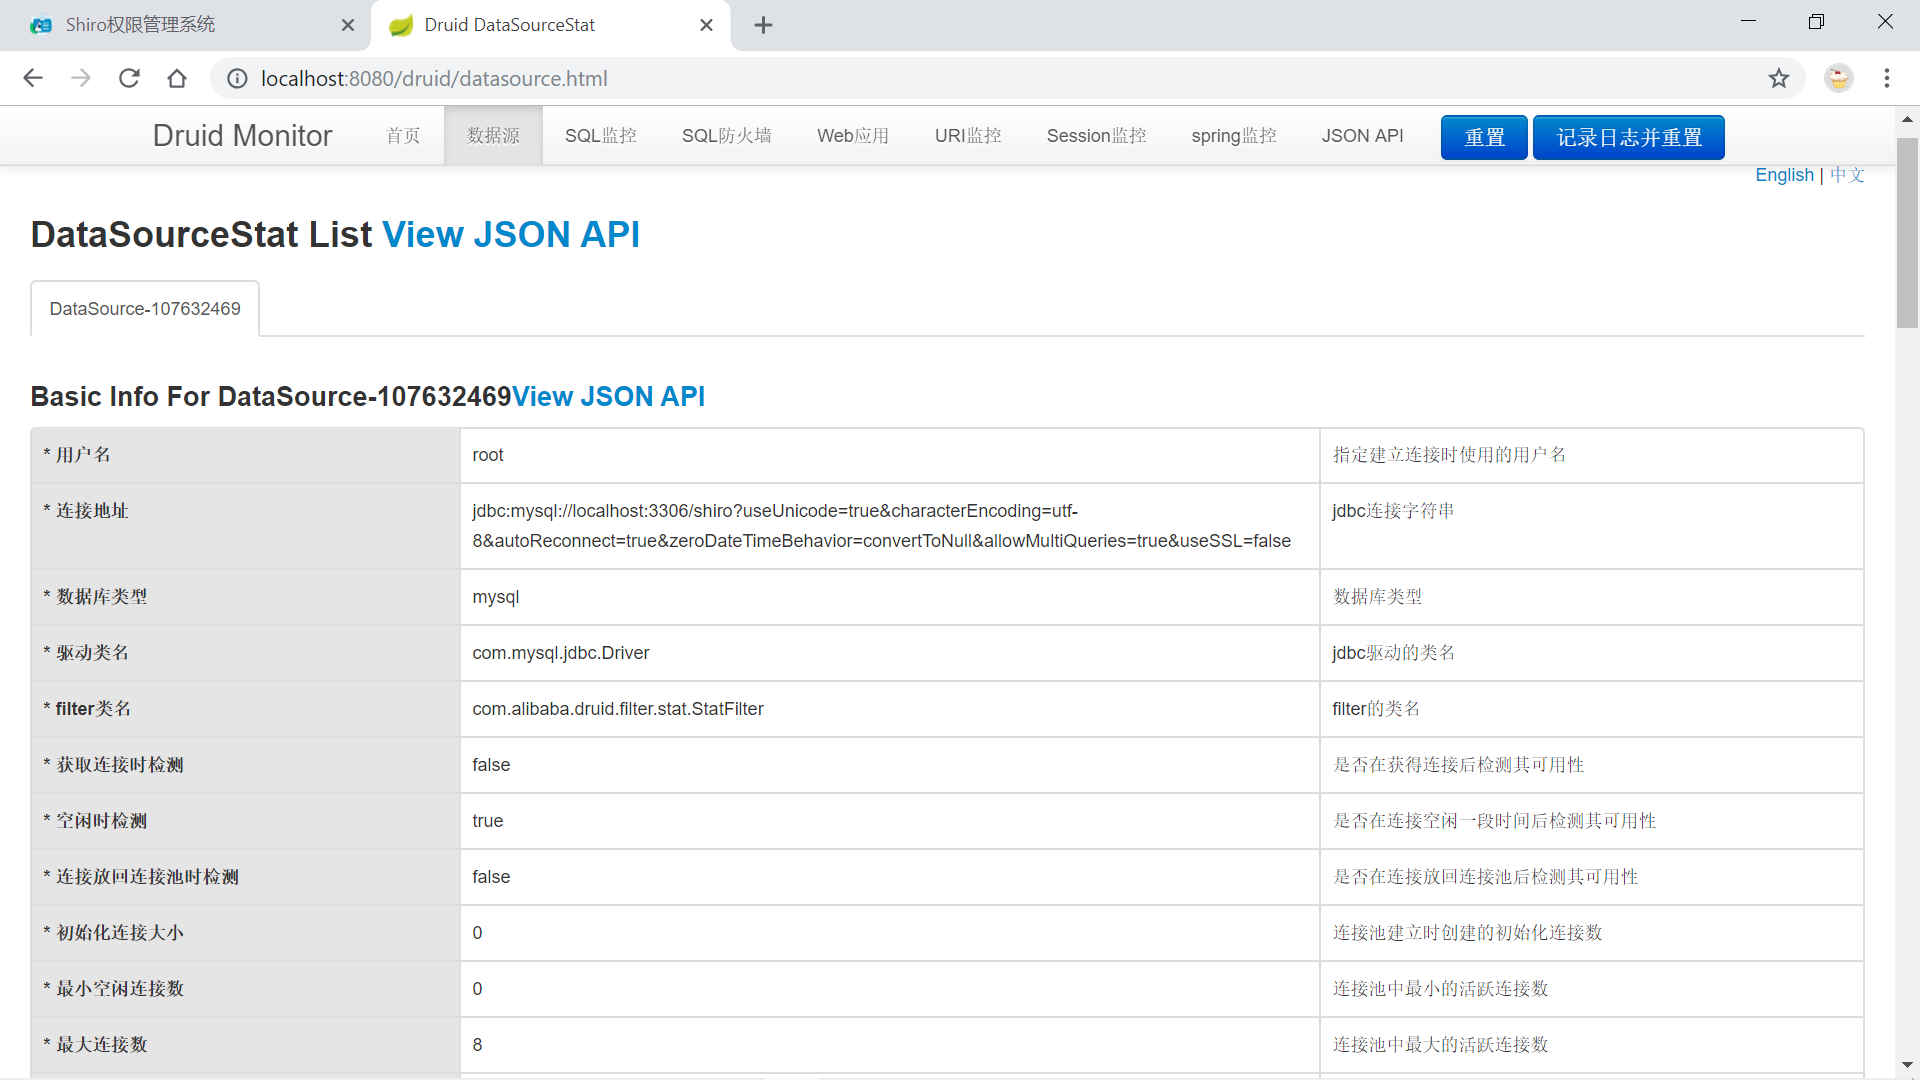 Shiro权限管理系统
Druid DataSourceStat
localhost:8080/druid/datasource.html
Druid Monitor 首页 数据源 SQL监控 SQL防火墙 Web应用 URI监控 Session监控 spring监控 JSON API 重置 记录日志并重置
English | 中文
DataSourceStat List View JSON API
DataSource-107632469
Basic Info For DataSource-107632469View JSON API
* 用户名 root 指定建立连接时使用的用户名
* 连接地址 jdbc:mysql://localhost:3306/shiro?useUnicode=true&characterEncoding=utf- jdbc连接字符串
8&autoReconnect=true&zeroDateTimeBehavior=convertToNull&allowMultiQueries=true&useSSL=false
* 数据库类型 mysql 数据库类型
* 驱动类名 com.mysql.jdbc.Driver jdbc驱动的类名
* filter类名 com.alibaba.druid.filter.stat.StatFilter filter的类名
* 获取连接时检测 false 是否在获得连接后检测其可用性
* 空闲时检测 true 是否在连接空闲一段时间后检测其可用性
* 连接放回连接池时检测 false 是否在连接放回连接池后检测其可用性
* 初始化连接大小 0 连接池建立时创建的初始化连接数
* 最小空闲连接数 0 连接池中最小的活跃连接数
* 最大连接数 8 连接池中最大的活跃连接数